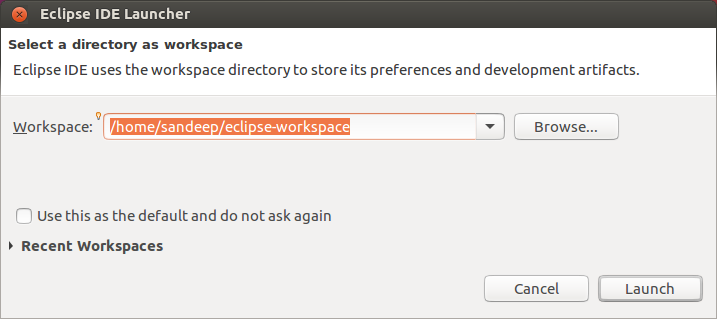 Eclipse IDE Launcher
Select a directory as workspace
Eclipse IDE uses the workspace directory to store its preferences and development artifacts.
Workspace: /home/sandeep/eclipse-workspace Browse...
Use this as the default and do not ask again
Recent Workspaces
Cancel Launch